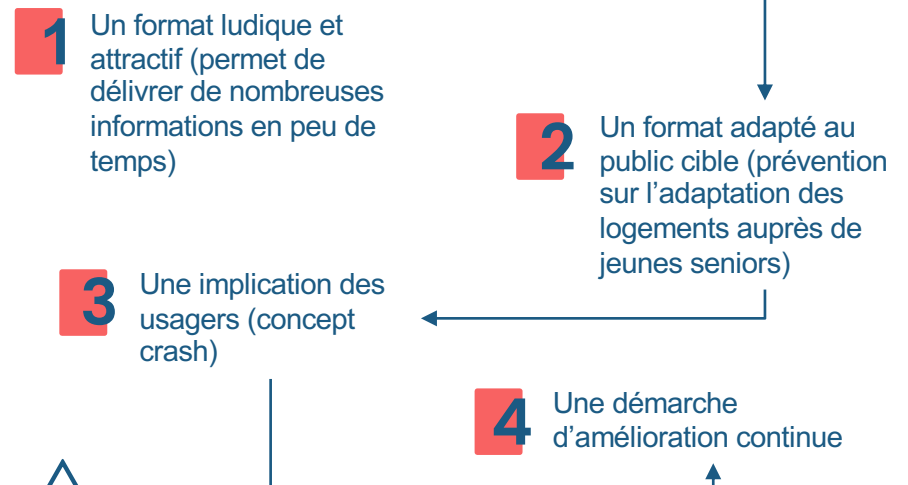 1
Un format ludique et
attractif (permet de
délivrer de nombreuses
informations en peu de
temps)
2
Un format adapté au
public cible (prévention
sur l’adaptation des
logements auprès de
jeunes seniors)
3
Une implication des
usagers (concept
crash)
4
Une démarche
d’amélioration continue